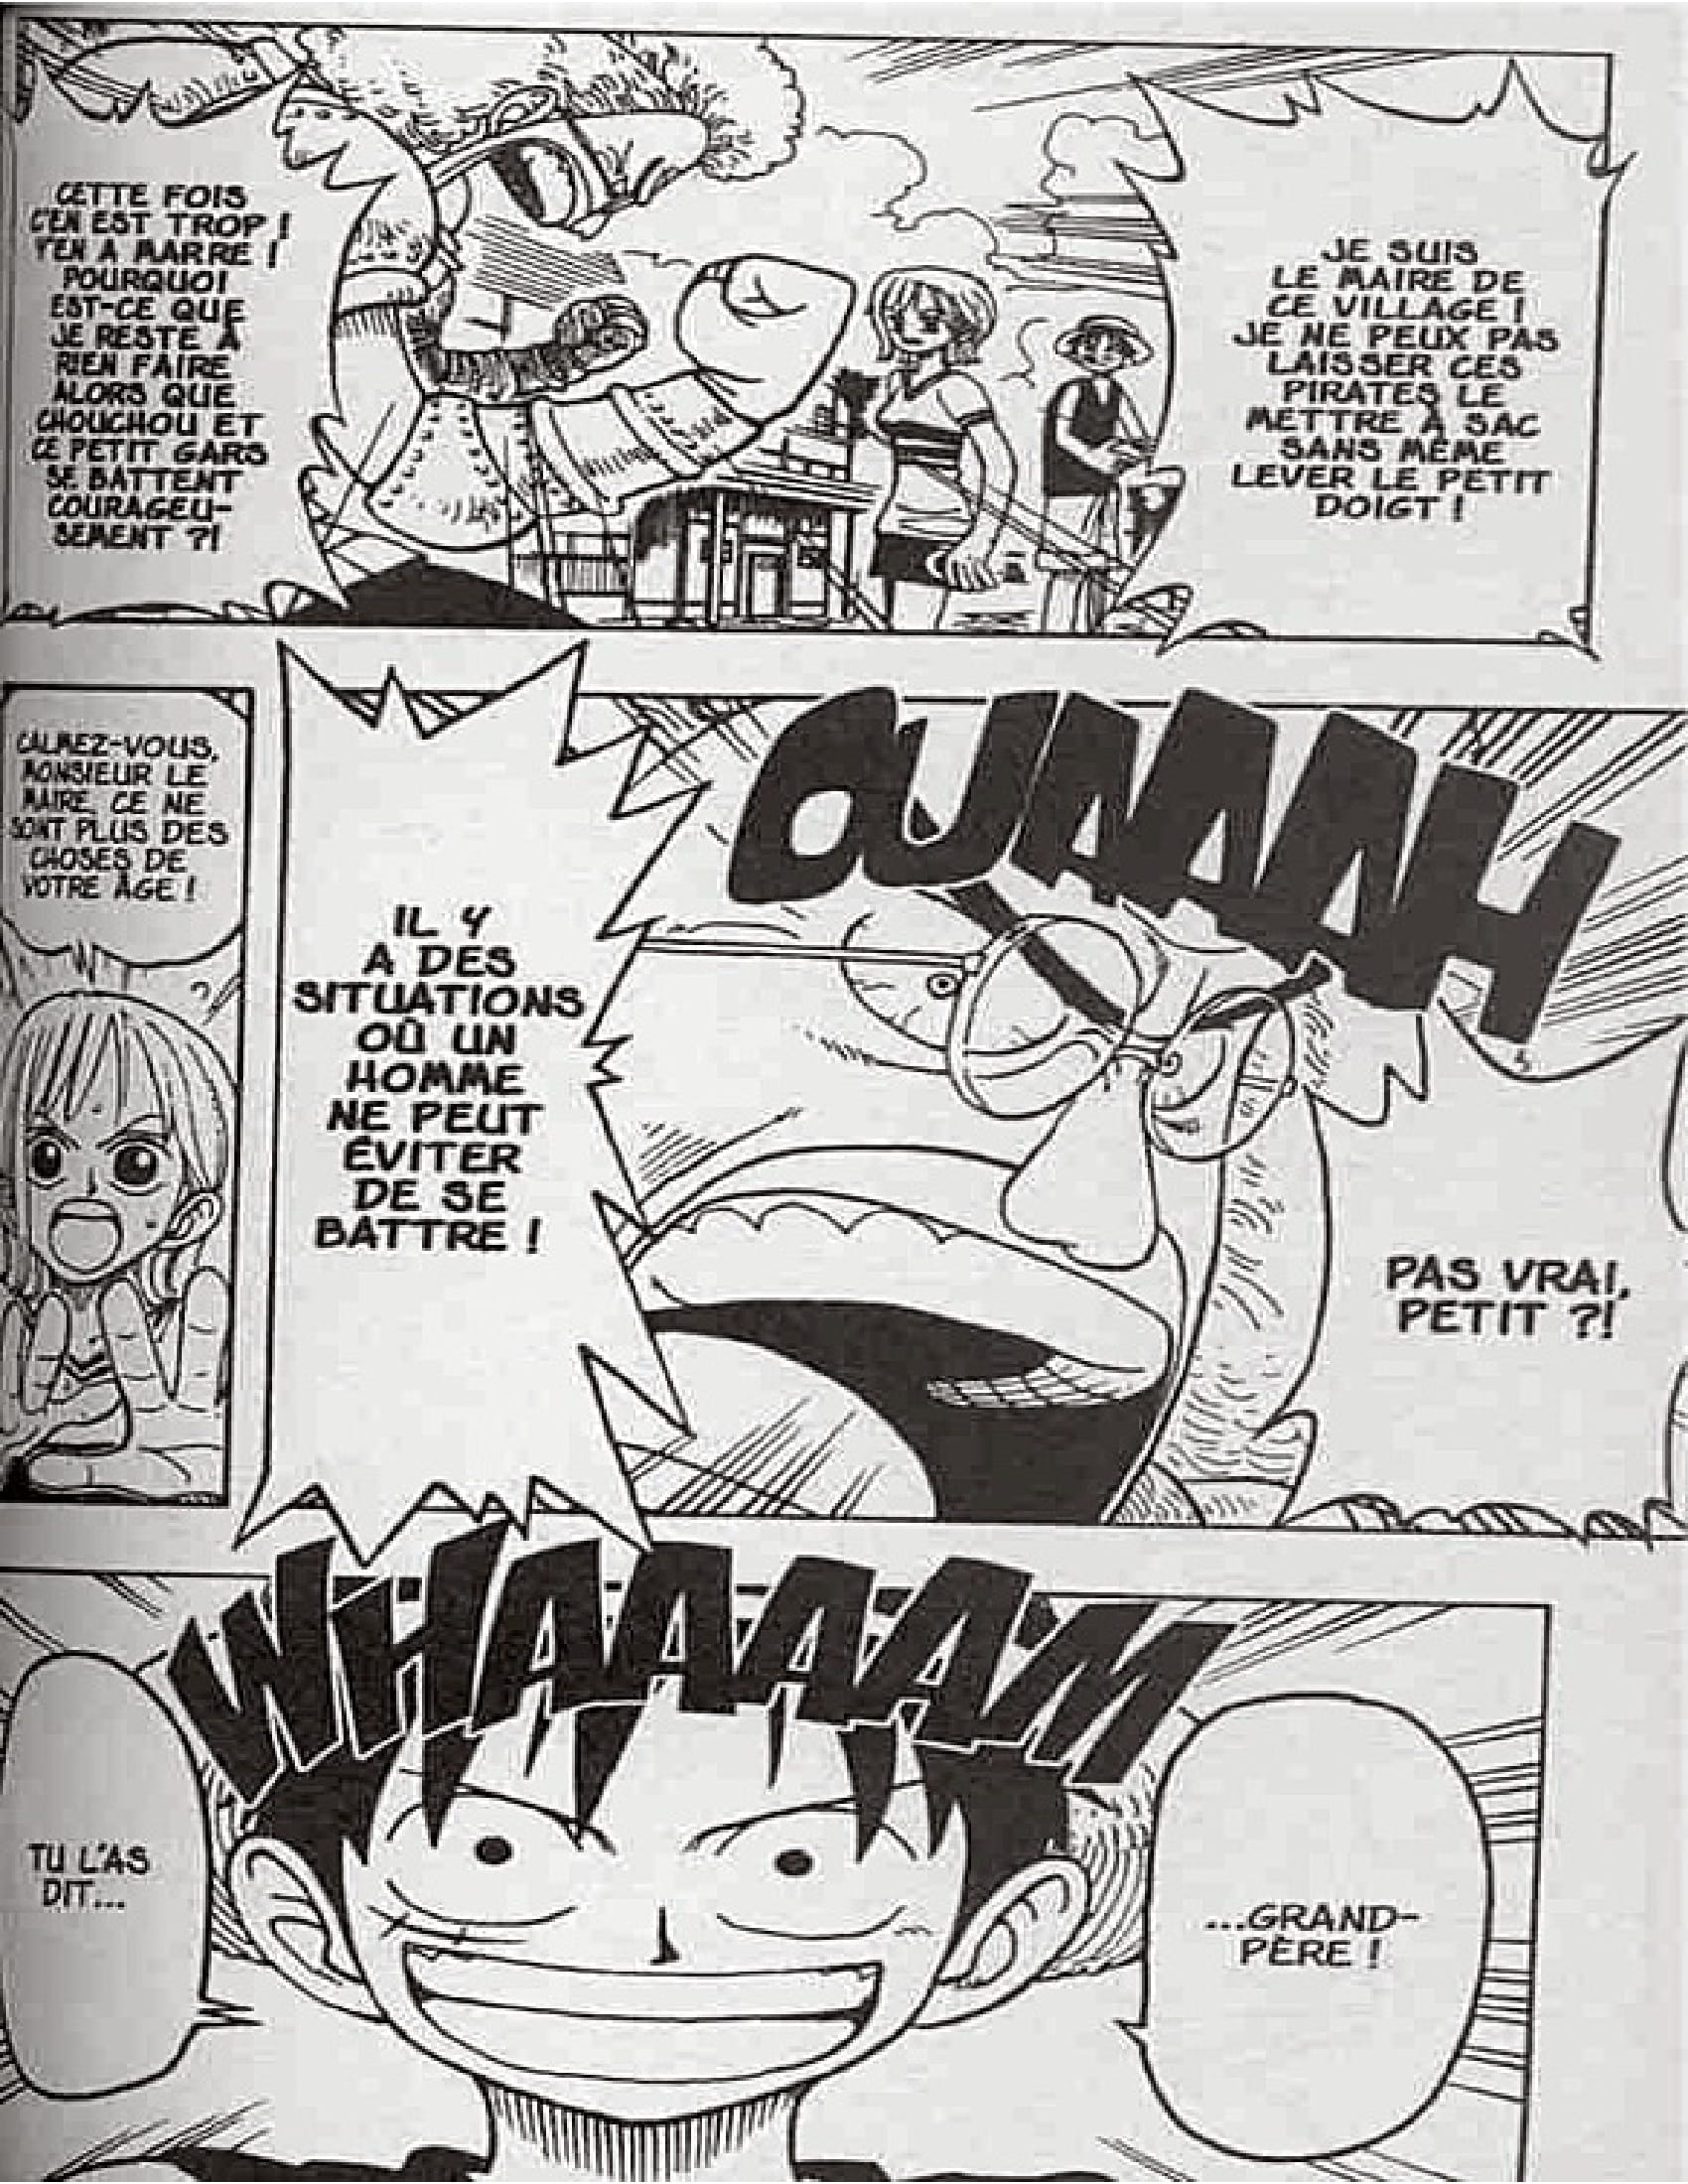 CETTE FOIS
C'EN EST TROP !
Y'EN A MARRE !
POURQUOI
EST-CE QUE
JE RESTE À
RIEN FAIRE
ALORS QUE
CHOUCHOU ET
CE PETIT GARS
SE BATTENT
COURAGEU-
SEMENT ?!
JE SUIS
LE MAIRE DE
CE VILLAGE !
JE NE PEUX PAS
LAISSER CES
PIRATES LE
METTRE À SAC
SANS MÊME
LEVER LE PETIT
DOIGT !
CALMEZ-VOUS,
MONSIEUR LE
MAIRE, CE NE
SONT PLUS DES
CHOSES DE
VOTRE ÂGE !
IL Y
A DES
SITUATIONS
OÙ UN
HOMME
NE PEUT
ÉVITER
DE SE
BATTRE !
OUAAAH
PAS VRAI,
PETIT ?!
WHAAAAM
TU L'AS
DIT...
...GRAND-
PÈRE !